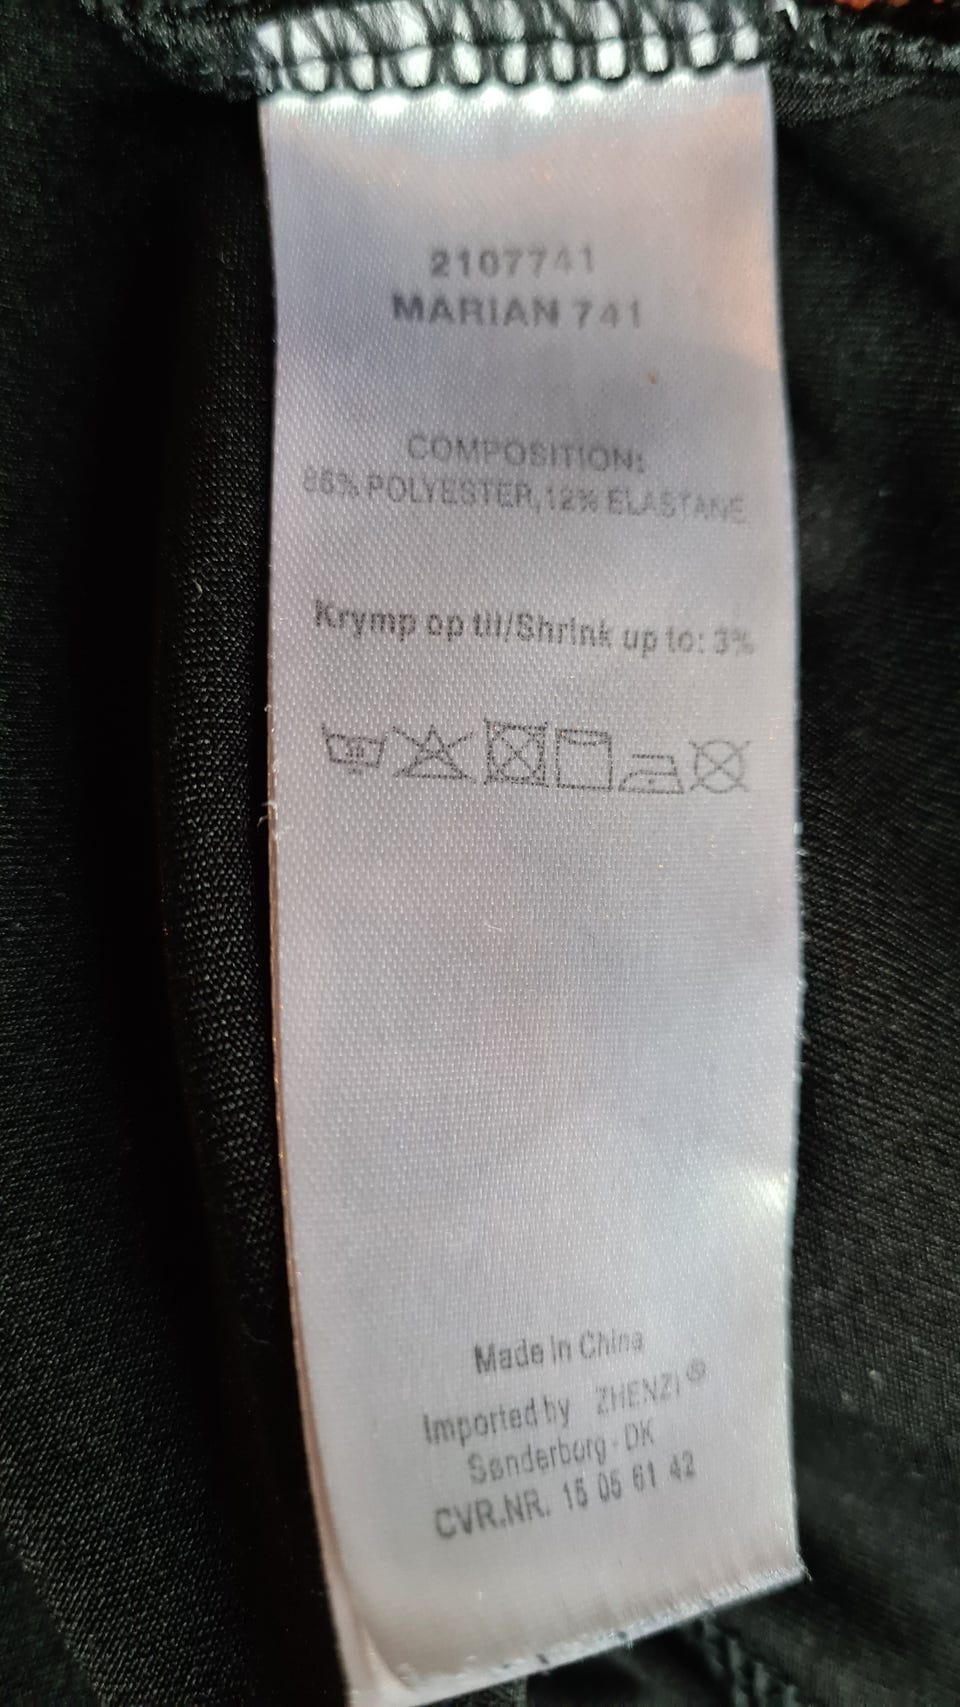 2107741
MARIAN 741
COMPOSITION:
88% POLYESTER, 12% ELASTANE
Krymp op til/Shrink up to: 3%
Made in China
Imported by ZHENZI®
Sønderborg - DK
CVR.NR. 15 05 61 42